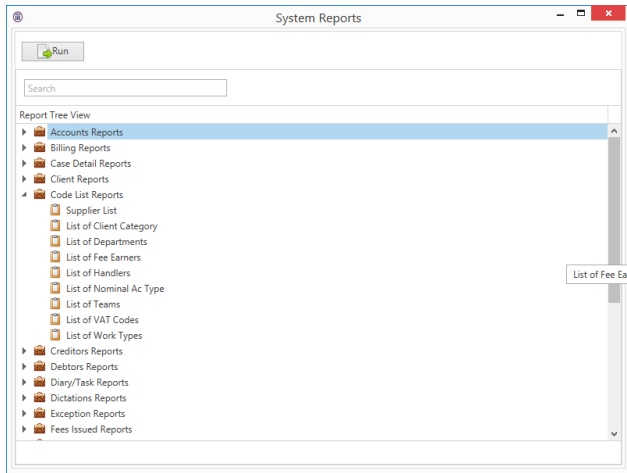 System Reports
Run
Search
Report Tree View
Accounts Reports
Billing Reports
Case Detail Reports
Client Reports
Code List Reports
Supplier List
List of Client Category
List of Departments
List of Fee Earners
List of Handlers
List of Fee Ea
List of Nominal Ac Type
List of Teams
List of VAT Codes
List of Work Types
Creditors Reports
Debtors Reports
Diary/Task Reports
Dictations Reports
Exception Reports
Fees Issued Reports